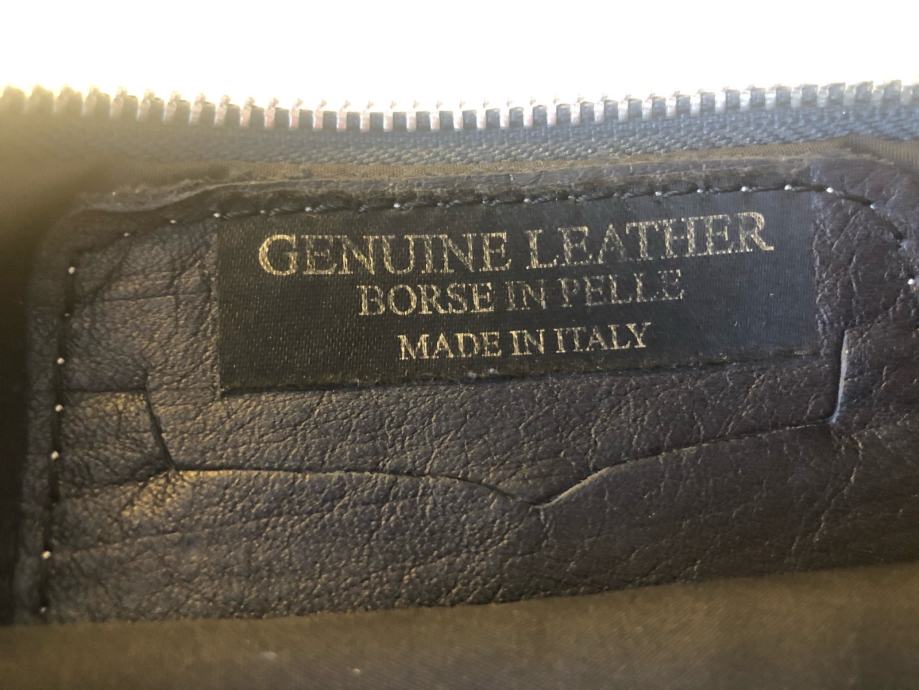 GENUINE LEATHER
BORSE IN PELLE
MADE IN ITALY